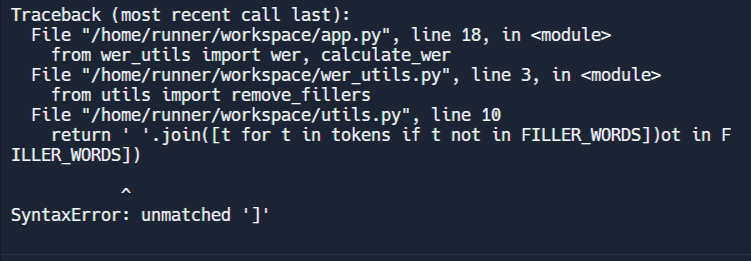 Traceback (most recent call last):
  File "/home/runner/workspace/app.py", line 18, in <module>
    from wer_utils import wer, calculate_wer
  File "/home/runner/workspace/wer_utils.py", line 3, in <module>
    from utils import remove_fillers
  File "/home/runner/workspace/utils.py", line 10
    return ' '.join([t for t in tokens if t not in FILLER_WORDS])ot in F
ILLER_WORDS])
           ^
SyntaxError: unmatched ']'